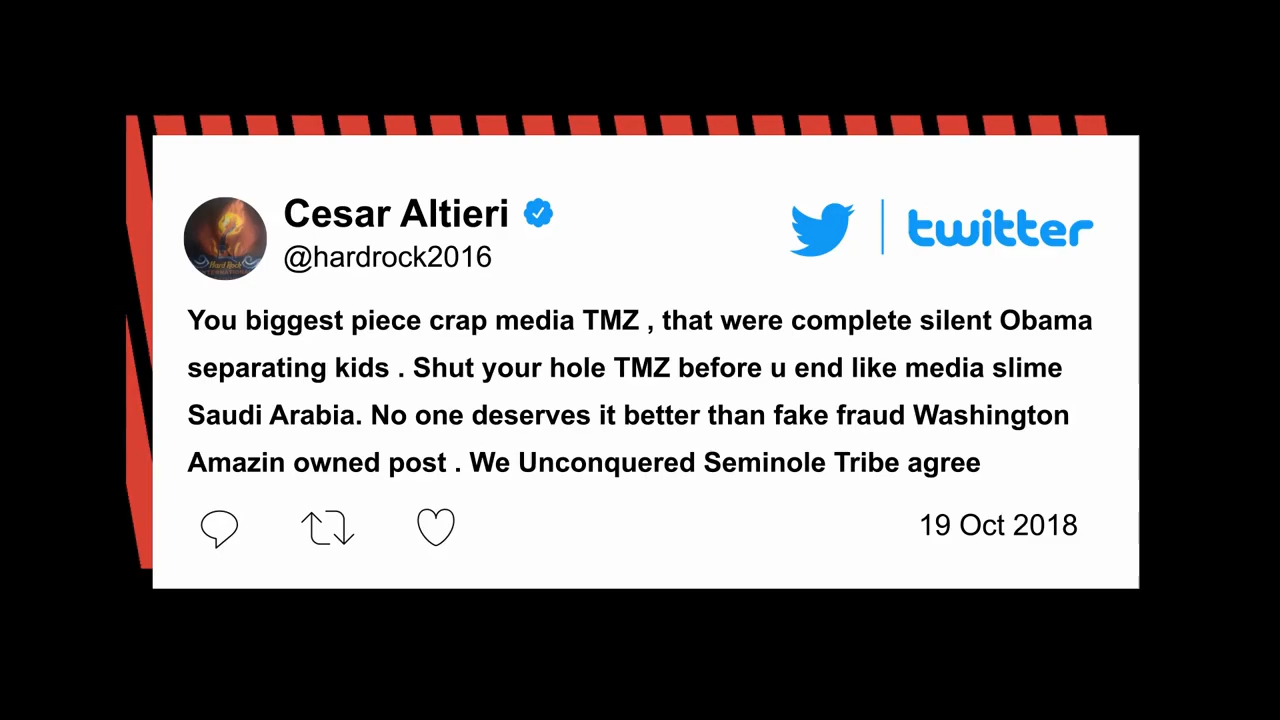 Cesar Altieri
@hardrock2016
twitter
You biggest piece crap media TMZ , that were complete silent Obama
separating kids . Shut your hole TMZ before u end like media slime
Saudi Arabia. No one deserves it better than fake fraud Washington
Amazin owned post . We Unconquered Seminole Tribe agree
19 Oct 2018
Hard Rock